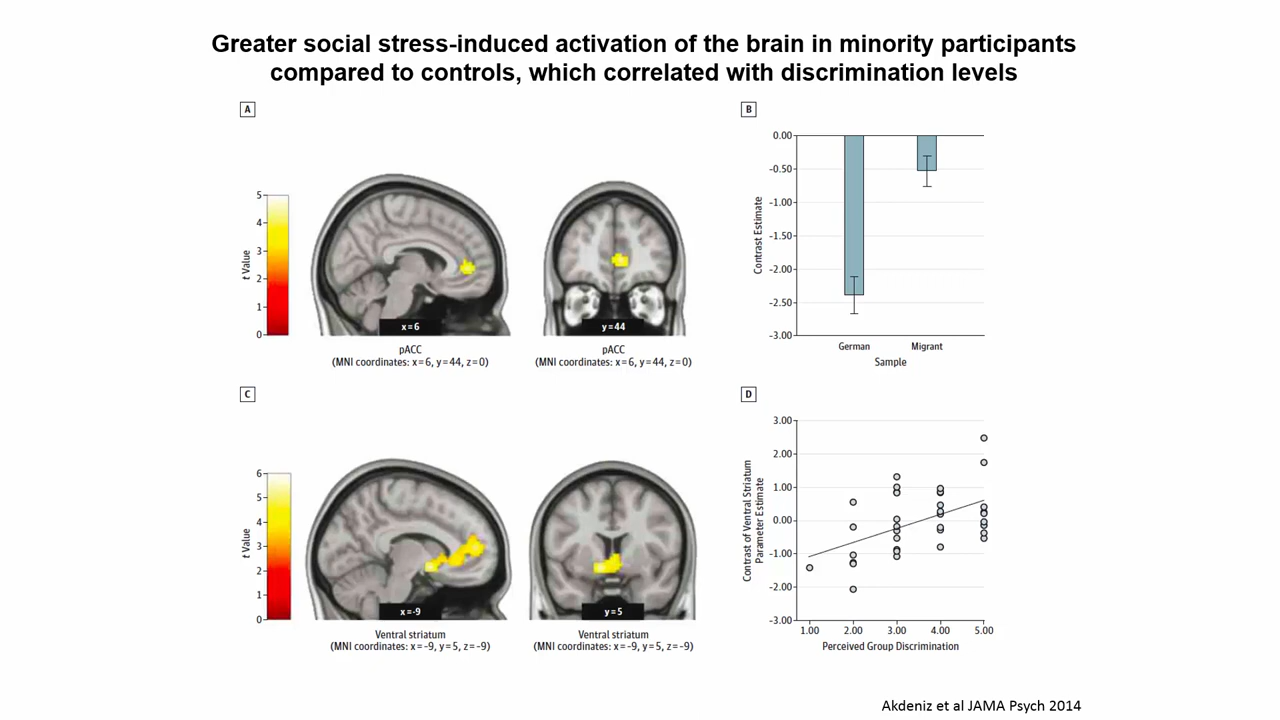 Greater social stress-induced activation of the brain in minority participants
compared to controls, which correlated with discrimination levels
A
5
4
3
2
1
0
t Value
x=6
pACC
(MNI coordinates: x=6, y=44, z=0)
y=44
pACC
(MNI coordinates: x=6, y=44, z=0)
B
0.00
-0.50
-1.00
-1.50
-2.00
-2.50
-3.00
Contrast Estimate
German
Migrant
Sample
C
6
5
4
3
2
1
0
t Value
x=-9
Ventral striatum
(MNI coordinates: x=-9, y=5, z=-9)
y=5
Ventral striatum
(MNI coordinates: x=-9, y=5, z=-9)
D
3.00
2.00
1.00
0.00
-1.00
-2.00
-3.00
Contrast of Ventral Striatum
Parameter Estimate
1.00
2.00
3.00
4.00
5.00
Perceived Group Discrimination
Akdeniz et al JAMA Psych 2014